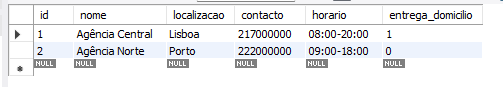 id nome localizacao contacto horario entrega_domicilio
1 Agência Central Lisboa 217000000 08:00-20:00 1
2 Agência Norte Porto 222000000 09:00-18:00 0
NULL NULL NULL NULL NULL NULL